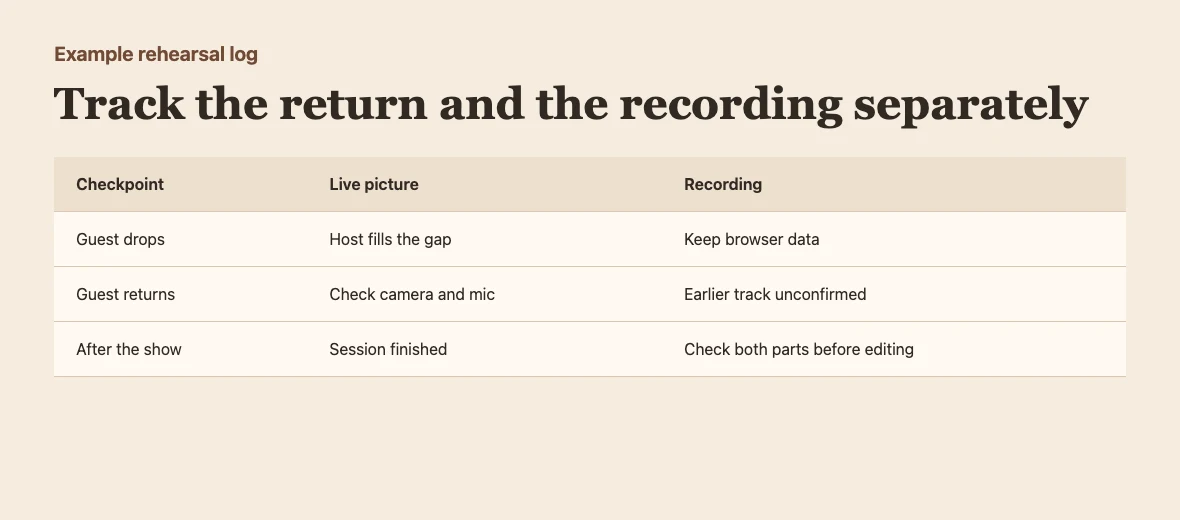 Example rehearsal log
Track the return and the recording separately
Checkpoint Live picture Recording
Guest drops Host fills the gap Keep browser data
Guest returns Check camera and mic Earlier track unconfirmed
After the show Session finished Check both parts before editing